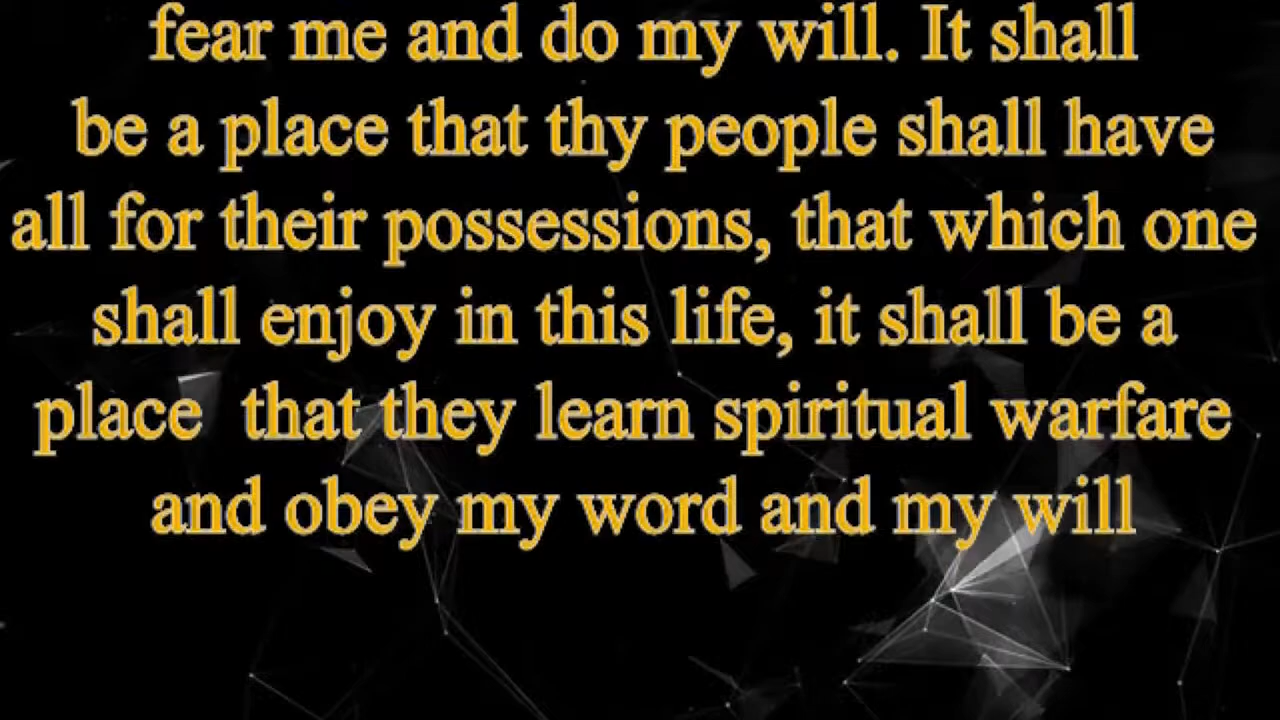 fear me and do my will. It shall
be a place that thy people shall have
all for their possessions, that which one
shall enjoy in this life, it shall be a
place  that they learn spiritual warfare
and obey my word and my will